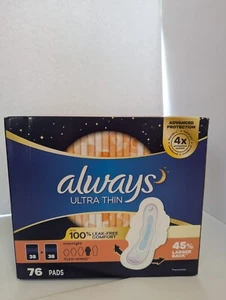 ADVANCED
PROTECTION
4x
always
ULTRA THIN
100% LEAK-FREE
COMFORT
overnight
45%
LARGER
BACK
38
38
76 PADS